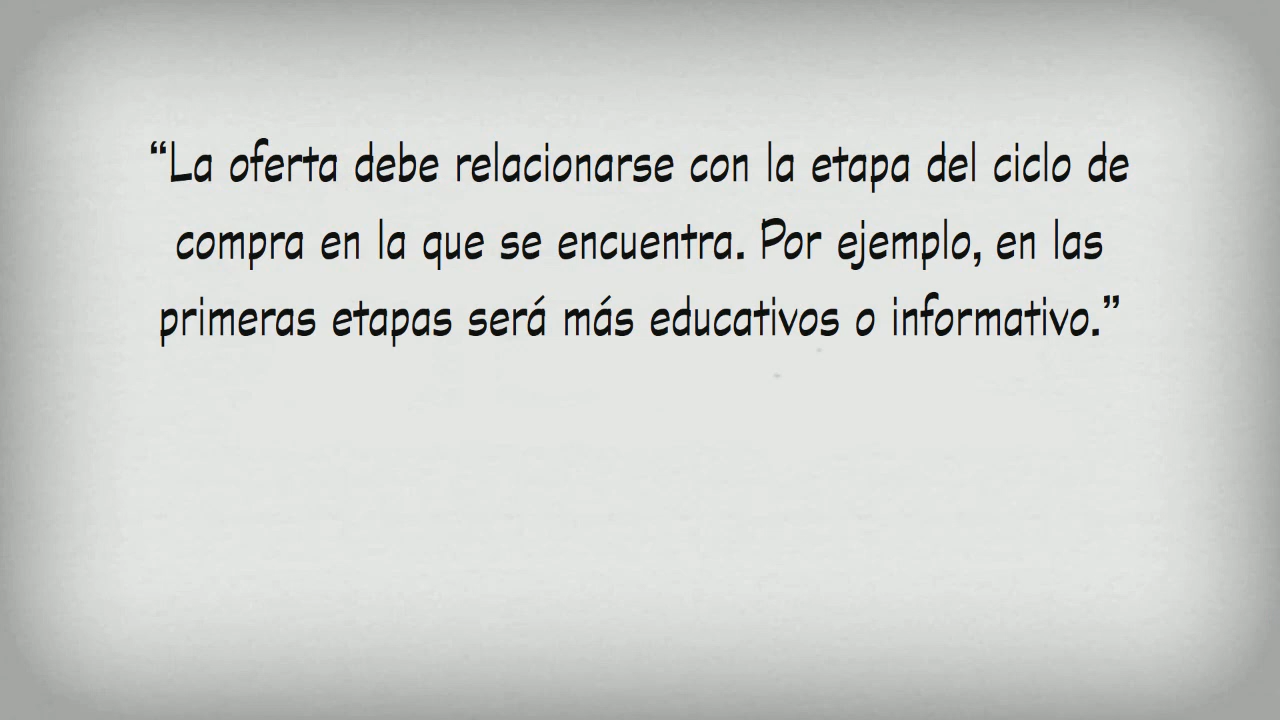 “La oferta debe relacionarse con la etapa del ciclo de
compra en la que se encuentra. Por ejemplo, en las
primeras etapas será más educativos o informativo.”